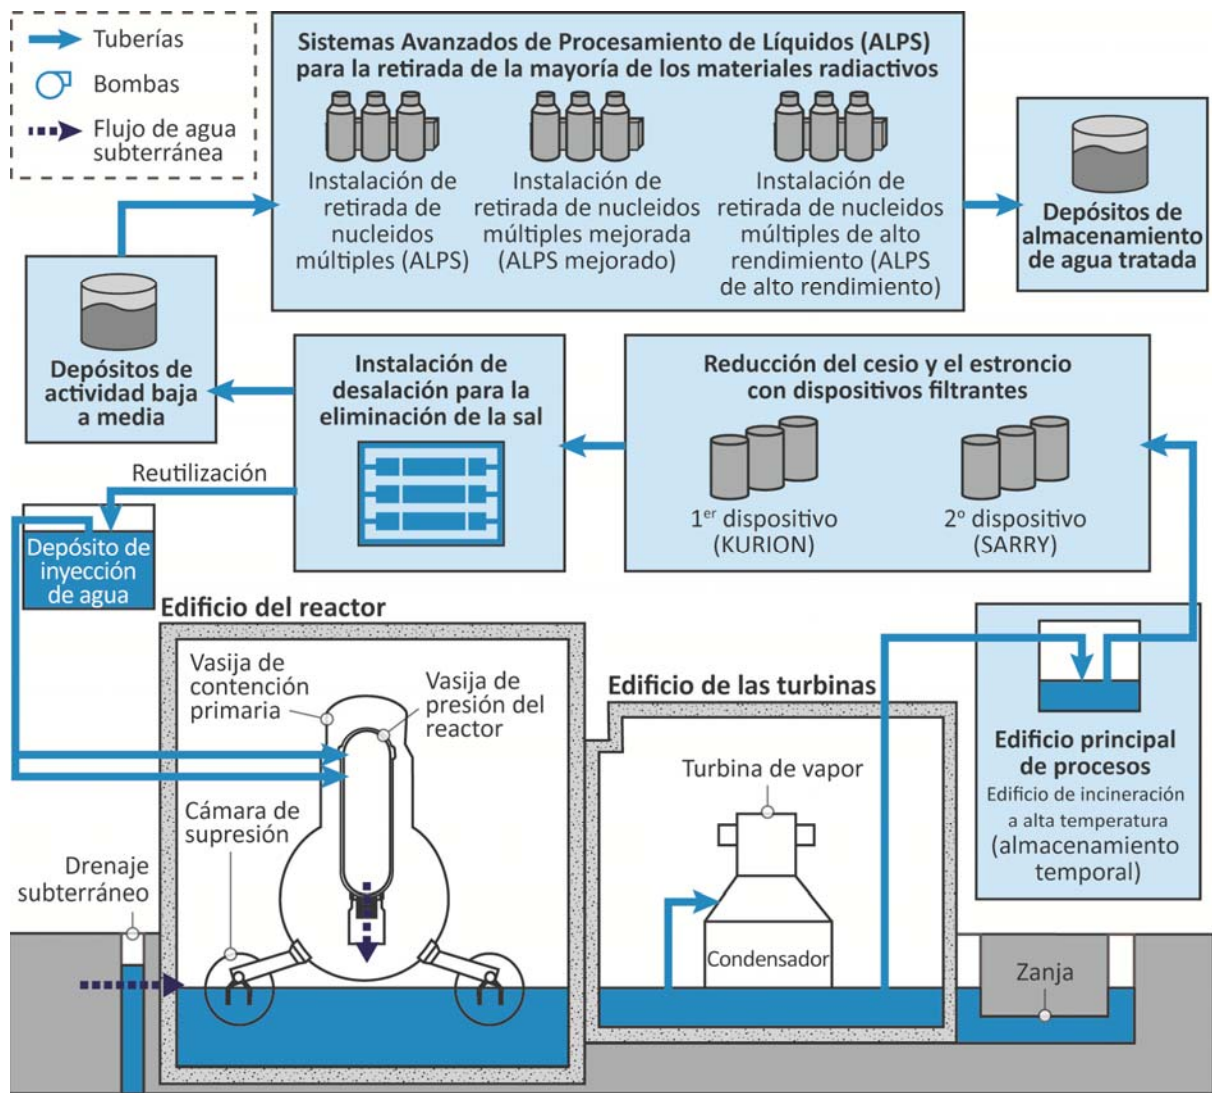 Tuberías
Bombas
Flujo de agua
subterránea
Sistemas Avanzados de Procesamiento de Líquidos (ALPS)
para la retirada de la mayoría de los materiales radiactivos
Instalación de
retirada de
nucleidos
múltiples (ALPS)
Instalación de
retirada de nucleidos
múltiples mejorada
(ALPS mejorado)
Instalación de
retirada de nucleidos
múltiples de alto
rendimiento (ALPS
de alto rendimiento)
Depósitos de
almacenamiento
de agua tratada
Depósitos de
actividad baja
a media
Instalación de
desalación para la
eliminación de la sal
Reducción del cesio y el estroncio
con dispositivos filtrantes
1er dispositivo
(KURION)
2º dispositivo
(SARRY)
Reutilización
Depósito de
inyección
de agua
Edificio del reactor
Vasija de
contención
primaria
Vasija de
presión del
reactor
Cámara de
supresión
Drenaje
subterráneo
Edificio de las turbinas
Turbina de vapor
Condensador
Edificio principal
de procesos
Edificio de incineración
a alta temperatura
(almacenamiento
temporal)
Zanja